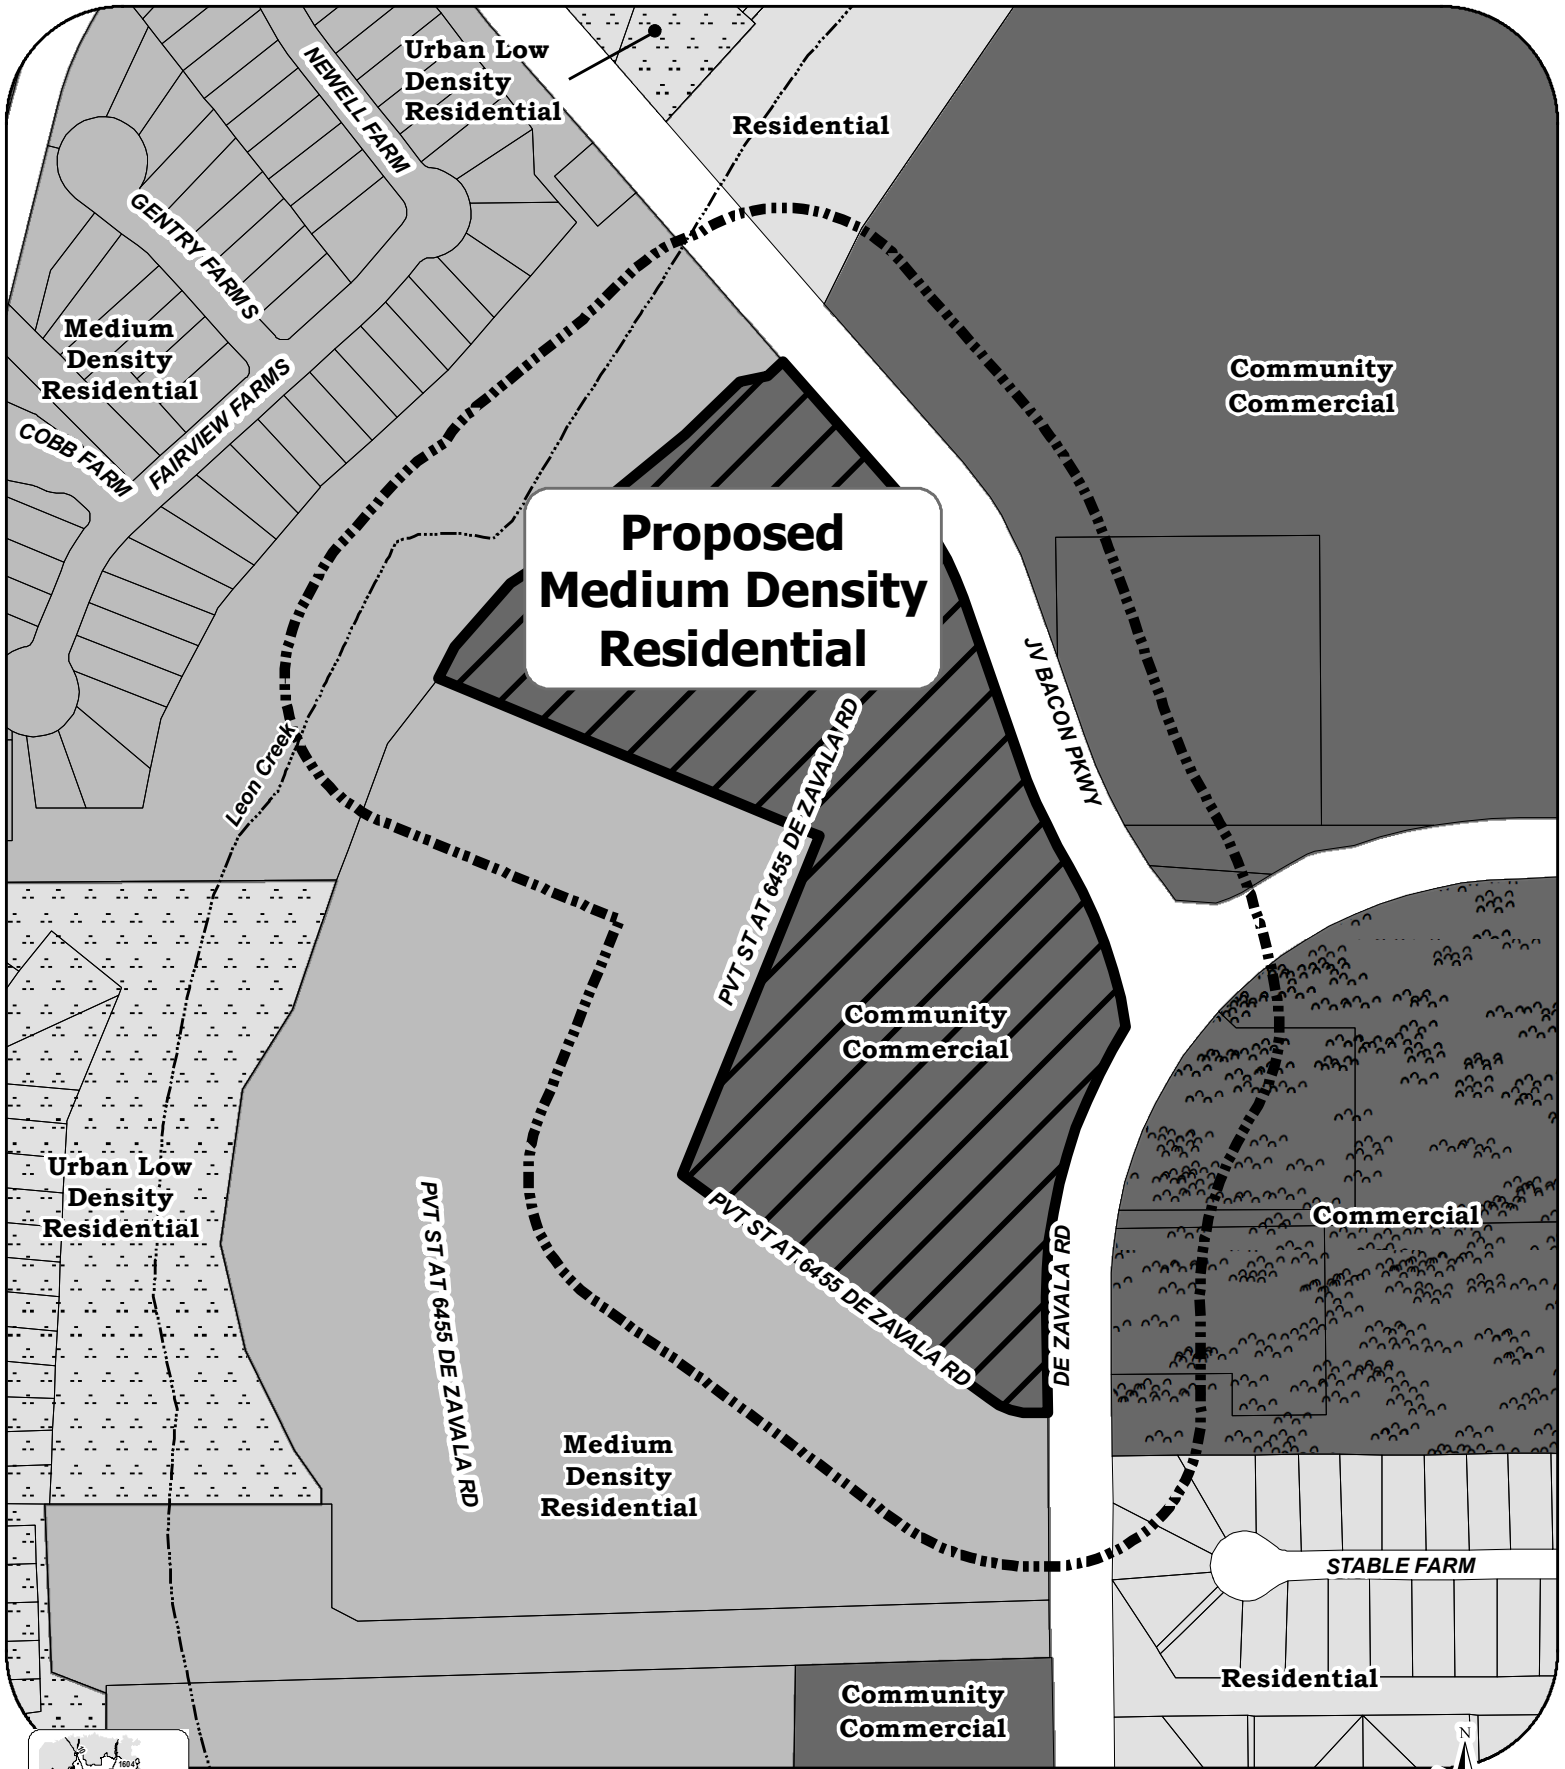 Urban Low
Density
Residential
NEWELL FARM
Residential
GENTRY FARMS
Medium
Density
Residential
FAIRVIEW FARMS
COBB FARM
Community
Commercial
Proposed
Medium Density
Residential
JV BACON PKWY
PVT ST AT 6455 DE ZAVALA RD
Leon Creek
Community
Commercial
Urban Low
Density
Residential
PVT ST AT 6455 DE ZAVALA RD
PVT ST AT 6455 DE ZAVALA RD
DE ZAVALA RD
Commercial
Medium
Density
Residential
STABLE FARM
Residential
Community
Commercial
N
1604